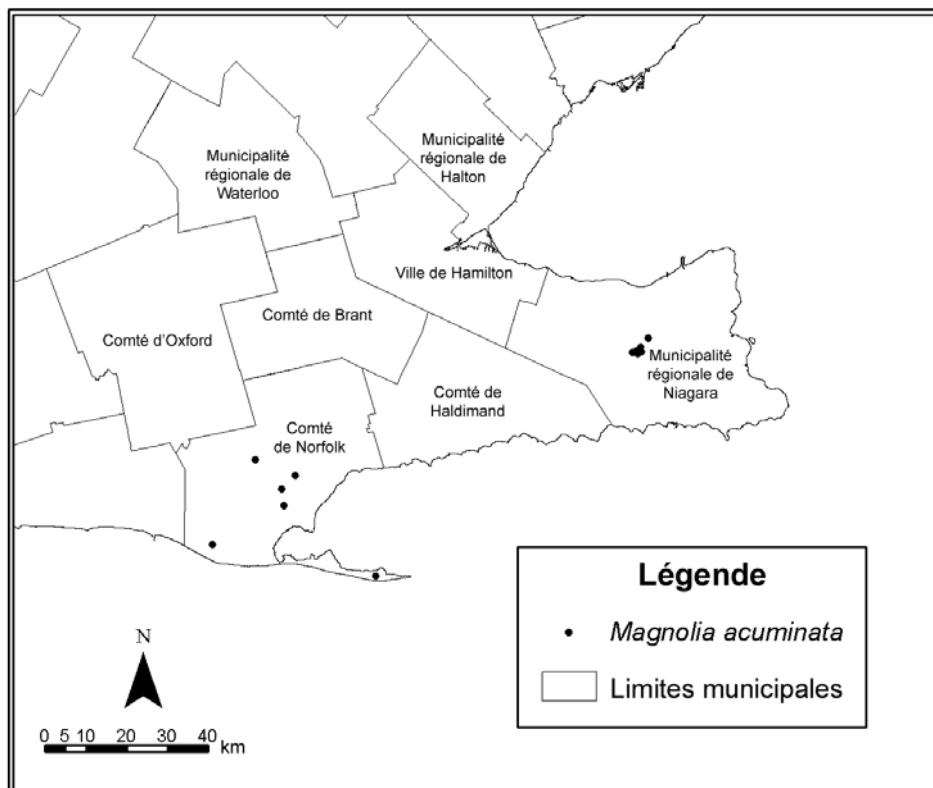 Municipalité
régionale de
Halton
Municipalité
régionale de
Waterloo
Ville de Hamilton
Comté de Brant
Comté d'Oxford
Municipalité
régionale de
Niagara
Comté de
Haldimand
Comté
de Norfolk
Légende
Magnolia acuminata
Limites municipales
N
0 5 10 20 30 40
km